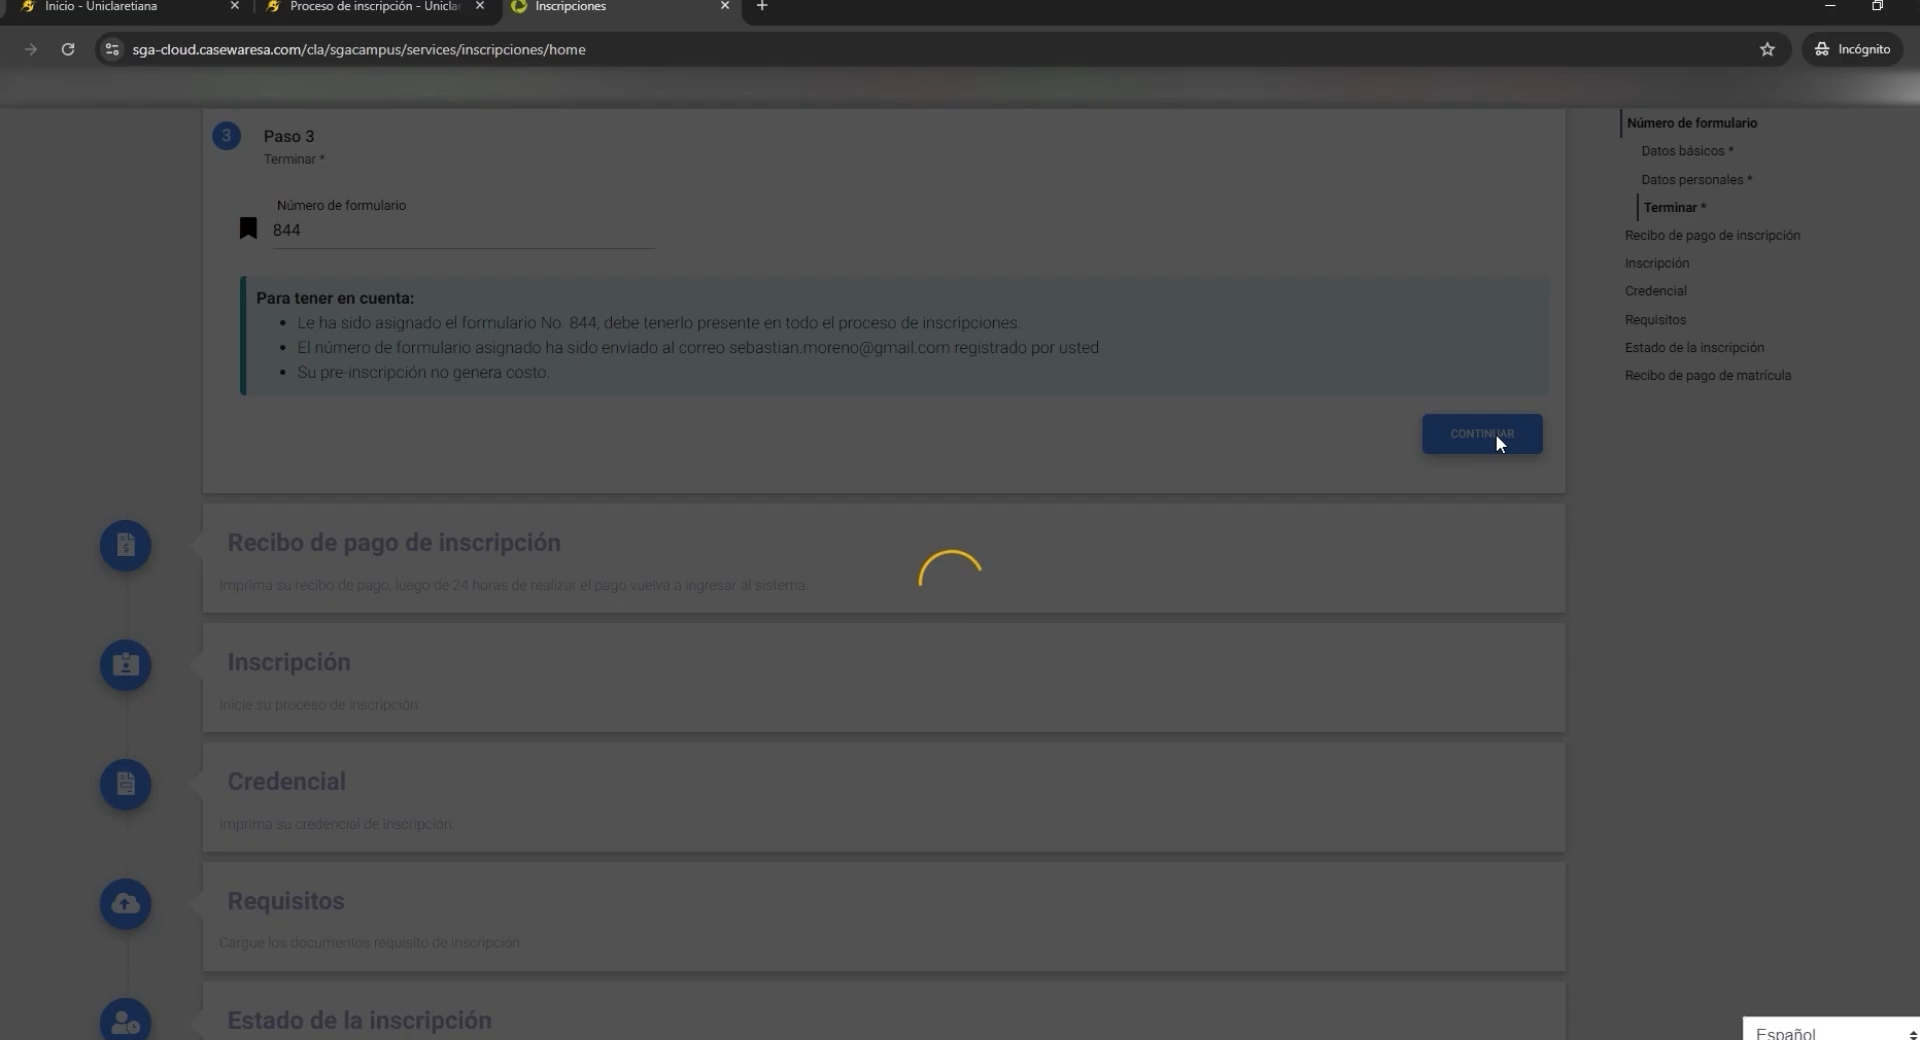 Inicio - Uniclaretiana
Proceso de inscripción - Unicla
Inscripciones
sga-cloud.casewaresa.com/cla/sgacampus/services/inscripciones/home
Incógnito
3
Paso 3
Terminar *
Número de formulario
844
Para tener en cuenta:
• Le ha sido asignado el formulario No. 844, debe tenerlo presente en todo el proceso de inscripciones.
• El número de formulario asignado ha sido enviado al correo sebastian.moreno@gmail.com registrado por usted
• Su pre-inscripción no genera costo.
CONTINUAR
Recibo de pago de inscripción
Imprima su recibo de pago, luego de 24 horas de realizar el pago vuelva a ingresar al sistema.
Inscripción
Inicie su proceso de inscripción.
Credencial
Imprima su credencial de inscripción.
Requisitos
Cargue los documentos requisito de inscripción
Estado de la inscripción
Número de formulario
Datos básicos *
Datos personales *
Terminar *
Recibo de pago de inscripción
Inscripción
Credencial
Requisitos
Estado de la inscripción
Recibo de pago de matrícula
Español